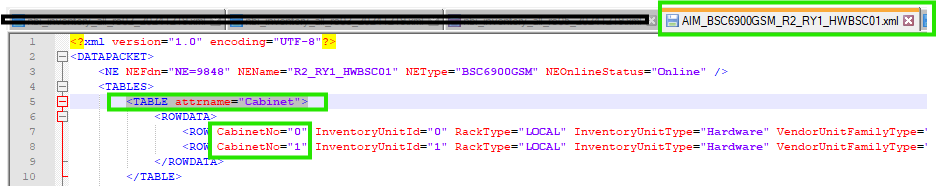 AIM_BSC6900GSM_R2_RY1_HWBSC01.xml
1 <?xml version="1.0" encoding="UTF-8"?>
2 <DATAPACKET>
3 <NE NEFdn="NE=9848" NEName="R2_RY1_HWBSC01" NEType="BSC6900GSM" NEOnlineStatus="Online" />
4 <TABLES>
5 <TABLE attrname="Cabinet">
6 <ROWDATA>
7 <ROW CabinetNo="0" InventoryUnitId="0" RackType="LOCAL" InventoryUnitType="Hardware" VendorUnitFamilyType="
8 <ROW CabinetNo="1" InventoryUnitId="1" RackType="LOCAL" InventoryUnitType="Hardware" VendorUnitFamilyType="
9 </ROWDATA>
10 </TABLE>